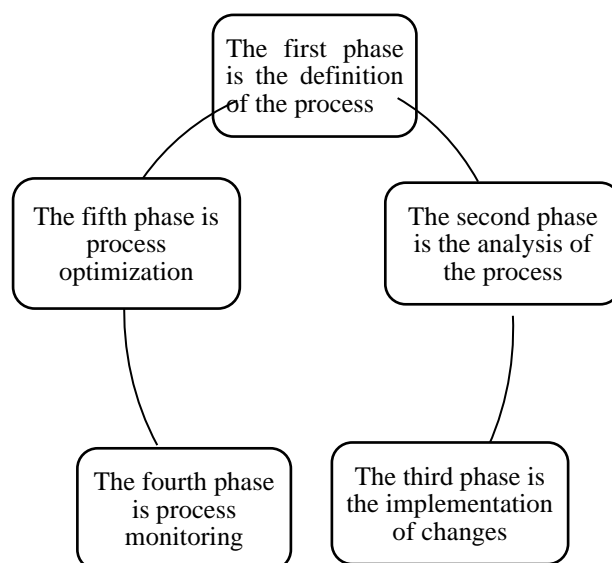 The first phase
is the definition
of the process
The second phase
is the analysis of
the process
The third phase is
the implementation
of changes
The fourth phase
is process
monitoring
The fifth phase is
process
optimization